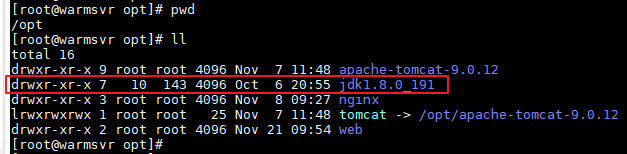 [root@warmsvr opt]# pwd
/opt
[root@warmsvr opt]# ll
total 16
drwxr-xr-x 9 root root 4096 Nov  7 11:48 apache-tomcat-9.0.12
drwxr-xr-x 7   10  143 4096 Oct  6 20:55 jdk1.8.0_191
drwxr-xr-x 3 root root 4096 Nov  8 09:27 nginx
lrwxrwxrwx 1 root root   25 Nov  7 11:48 tomcat -> /opt/apache-tomcat-9.0.12
drwxr-xr-x 2 root root 4096 Nov 21 09:54 web
[root@warmsvr opt]#